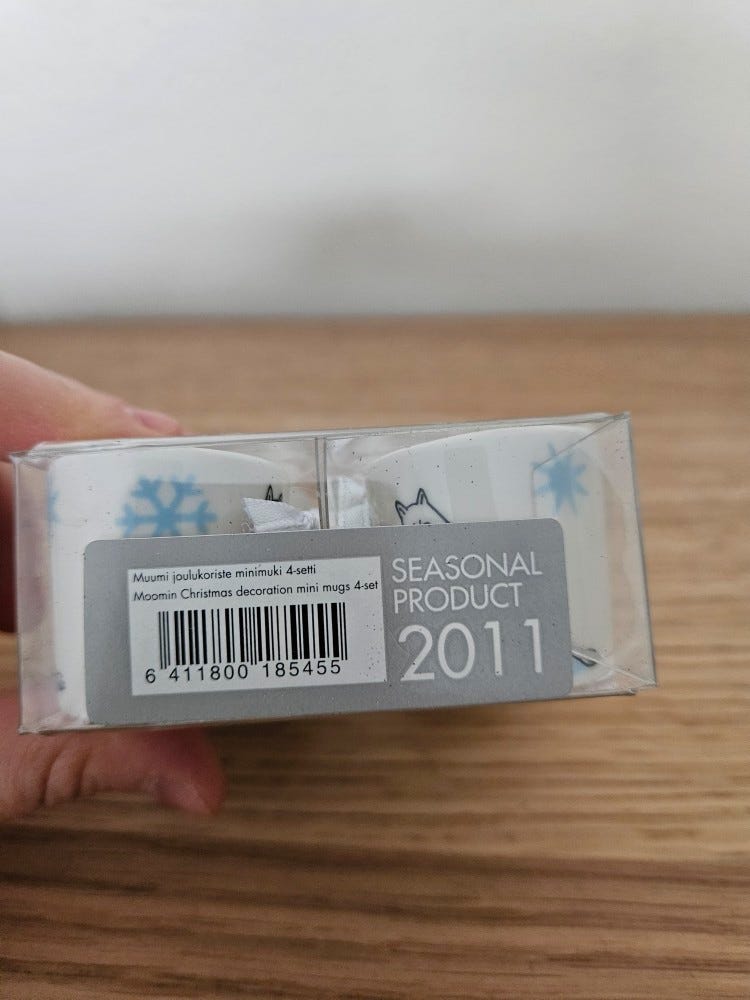 Muumi joulukoriste minimuki 4-setti
Moomin Christmas decoration mini mugs 4-set
6 411800 185455
SEASONAL
PRODUCT
2011